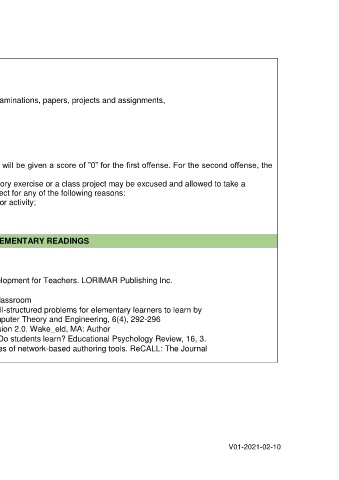 aminations, papers, projects and assignments,
will be given a score of "0" for the first offense. For the second offense, the
ory exercise or a class project may be excused and allowed to take a
ect for any of the following reasons:
or activity;
EMENTARY READINGS
lopment for Teachers. LORIMAR Publishing Inc.
lassroom
ll-structured problems for elementary learners to learn by
puter Theory and Engineering, 6(4), 292-296
sion 2.0. Wake_eld, MA: Author
Do students learn? Educational Psychology Review, 16, 3.
es of network-based authoring tools. ReCALL: The Journal
V01-2021-02-10